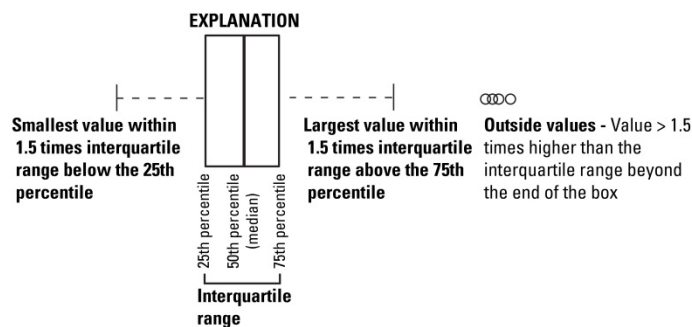 EXPLANATION
Smallest value within
1.5 times interquartile
range below the 25th
percentile
Largest value within
1.5 times interquartile
range above the 75th
percentile
Outside values - Value > 1.5
times higher than the
interquartile range beyond
the end of the box
25th percentile
50th percentile
(median)
75th percentile
Interquartile
range